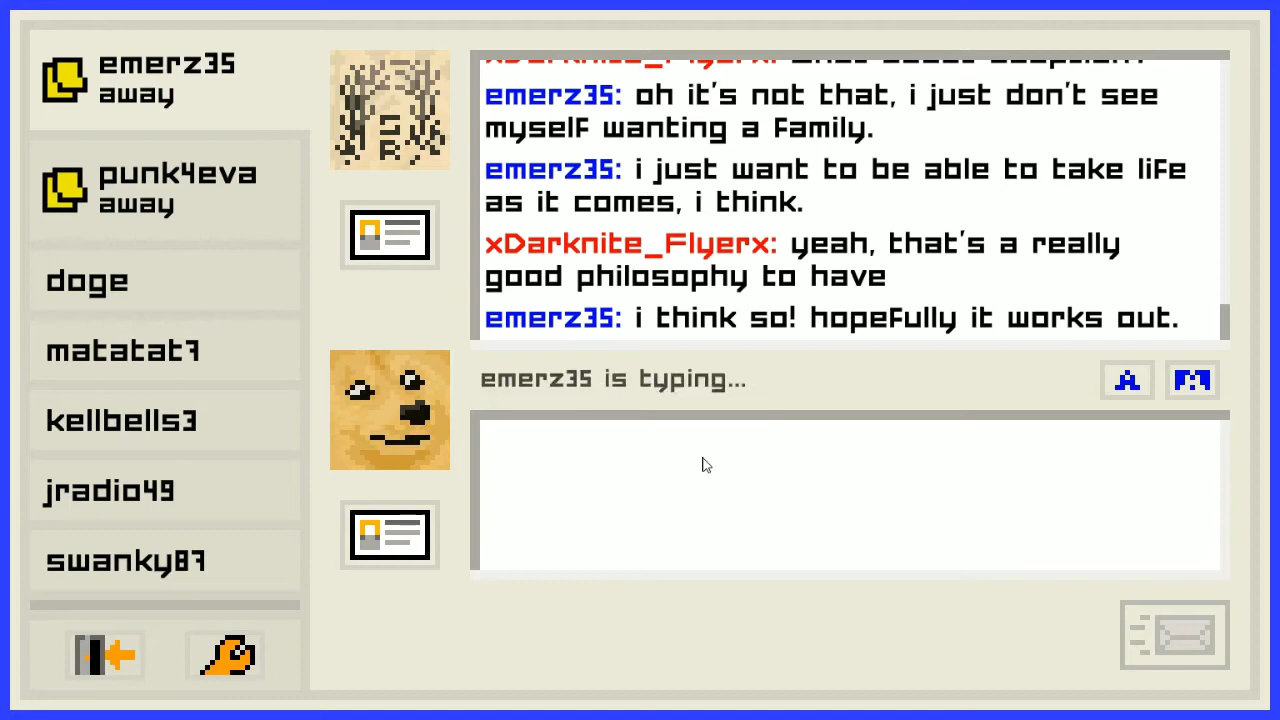 emerz35
away
punk4eva
away
doge
matatat7
kellbells3
jradio49
swanky87
emerz35: oh it's not that, i just don't see
myself wanting a family.
emerz35: i just want to be able to take life
as it comes, i think.
xDarknite_Flyerx: yeah, that's a really
good philosophy to have
emerz35: i think so! hopefully it works out.
emerz35 is typing...
A